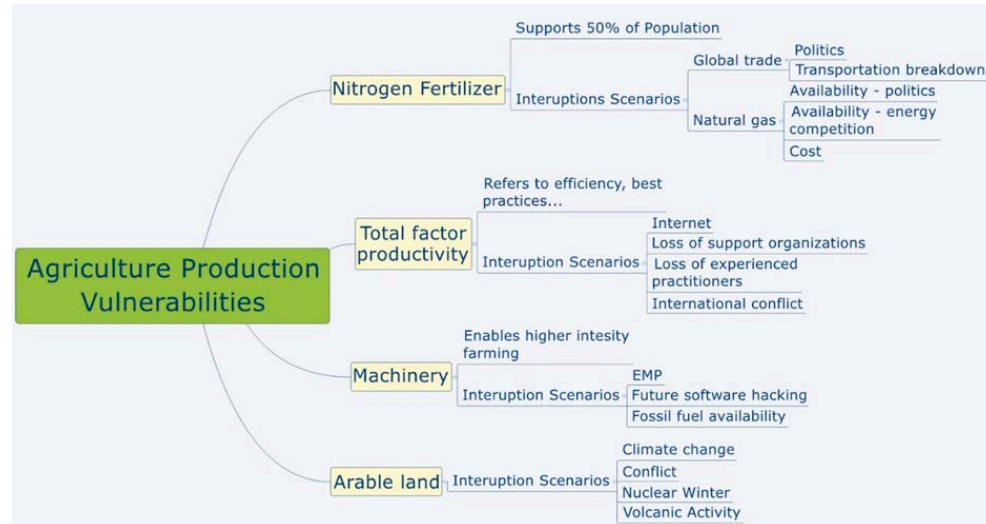 Agriculture Production
Vulnerabilities
Nitrogen Fertilizer
Supports 50% of Population
Interuptions Scenarios
Global trade
Politics
Transportation breakdown
Natural gas
Availability - politics
Availability - energy
competition
Cost
Total factor
productivity
Refers to efficiency, best
practices...
Interuption Scenarios
Internet
Loss of support organizations
Loss of experienced
practitioners
International conflict
Machinery
Enables higher intesity
farming
Interuption Scenarios
EMP
Future software hacking
Fossil fuel availability
Arable land
Interuption Scenarios
Climate change
Conflict
Nuclear Winter
Volcanic Activity